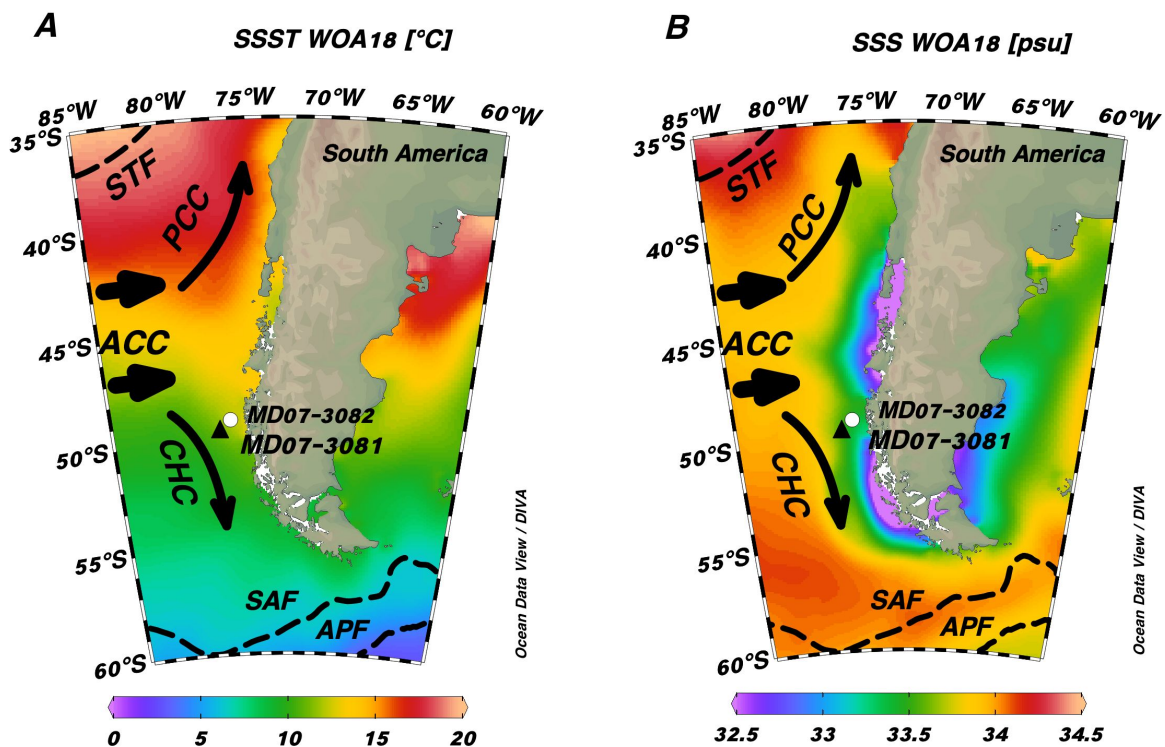 A
SSST WOA18 [°C]
85°W 80°W 75°W 70°W 65°W 60°W
35°S
40°S
45°S
50°S
55°S
60°S
South America
STF
PCC
ACC
MD07-3082
MD07-3081
CHC
SAF
APF
Ocean Data View / DIVA
0 5 10 15 20
B
SSS WOA18 [psu]
85°W 80°W 75°W 70°W 65°W 60°W
35°S
40°S
45°S
50°S
55°S
60°S
South America
STF
PCC
ACC
MD07-3082
MD07-3081
CHC
SAF
APF
Ocean Data View / DIVA
32.5 33 33.5 34 34.5